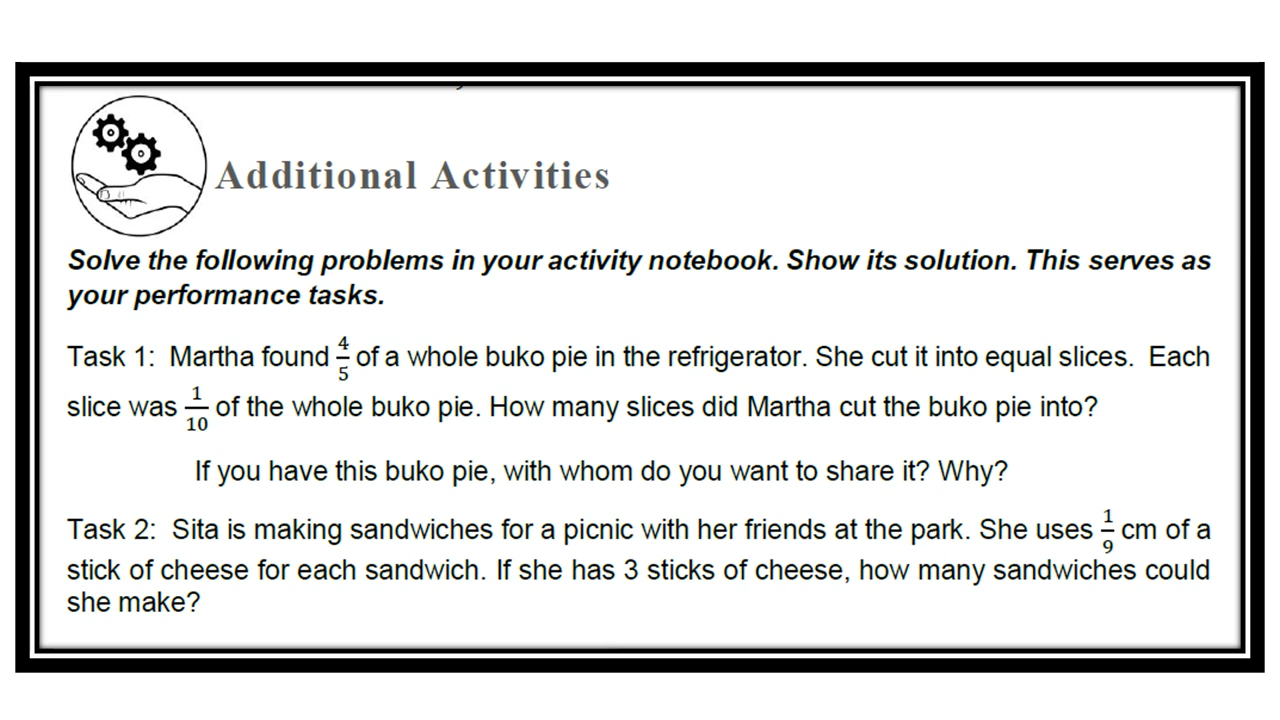 Additional Activities
Solve the following problems in your activity notebook. Show its solution. This serves as
your performance tasks.
Task 1: Martha found 4/5 of a whole buko pie in the refrigerator. She cut it into equal slices. Each
slice was 1/10 of the whole buko pie. How many slices did Martha cut the buko pie into?
If you have this buko pie, with whom do you want to share it? Why?
Task 2: Sita is making sandwiches for a picnic with her friends at the park. She uses 1/9 cm of a
stick of cheese for each sandwich. If she has 3 sticks of cheese, how many sandwiches could
she make?